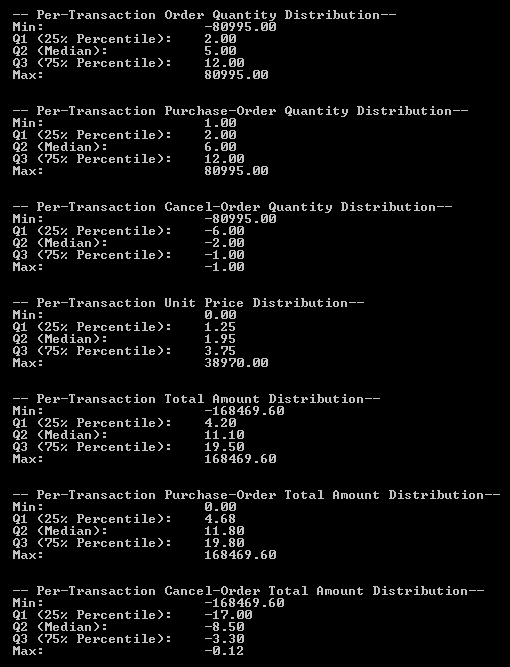 -- Per-Transaction Order Quantity Distribution--
Min: -80995.00
Q1 (25% Percentile): 2.00
Q2 (Median): 5.00
Q3 (75% Percentile): 12.00
Max: 80995.00
-- Per-Transaction Purchase-Order Quantity Distribution--
Min: 1.00
Q1 (25% Percentile): 2.00
Q2 (Median): 6.00
Q3 (75% Percentile): 12.00
Max: 80995.00
-- Per-Transaction Cancel-Order Quantity Distribution--
Min: -80995.00
Q1 (25% Percentile): -6.00
Q2 (Median): -2.00
Q3 (75% Percentile): -1.00
Max: -1.00
-- Per-Transaction Unit Price Distribution--
Min: 0.00
Q1 (25% Percentile): 1.25
Q2 (Median): 1.95
Q3 (75% Percentile): 3.75
Max: 38970.00
-- Per-Transaction Total Amount Distribution--
Min: -168469.60
Q1 (25% Percentile): 4.20
Q2 (Median): 11.10
Q3 (75% Percentile): 19.50
Max: 168469.60
-- Per-Transaction Purchase-Order Total Amount Distribution--
Min: 0.00
Q1 (25% Percentile): 4.68
Q2 (Median): 11.80
Q3 (75% Percentile): 19.80
Max: 168469.60
-- Per-Transaction Cancel-Order Total Amount Distribution--
Min: -168469.60
Q1 (25% Percentile): -17.00
Q2 (Median): -8.50
Q3 (75% Percentile): -3.30
Max: -0.12